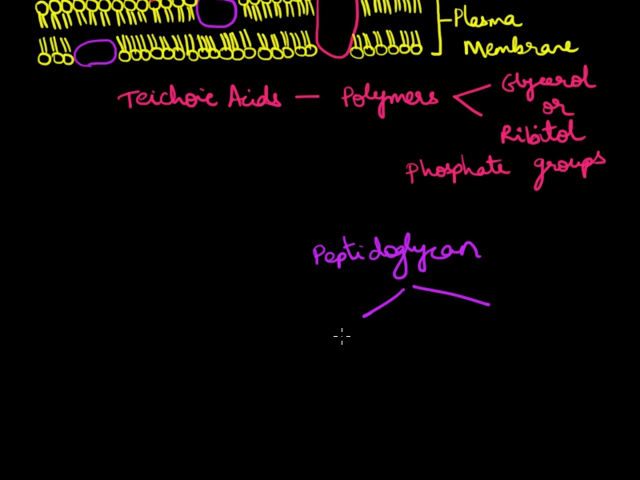 Plasma
Membrane
Teichoic Acids — Polymers
Glycerol
or
Ribitol
Phosphate groups
Peptidoglycan